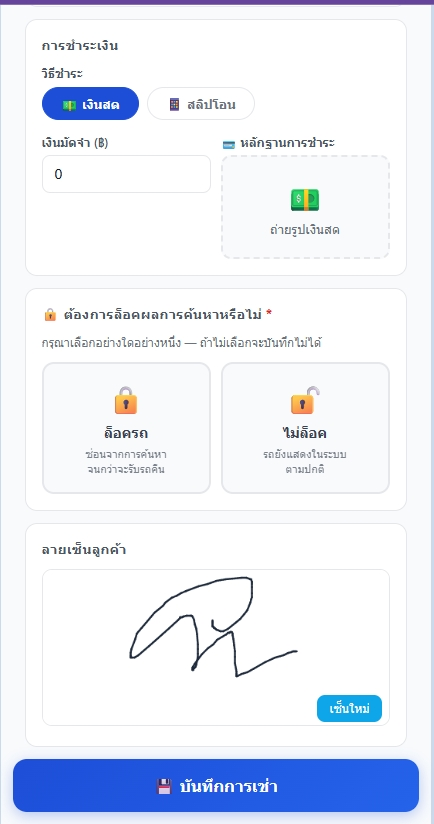 การชำระเงิน
วิธีชำระ
เงินสด
สลิปโอน
เงินมัดจำ (฿)
0
หลักฐานการชำระ
ถ่ายรูปเงินสด
ต้องการล็อคผลการค้นหาหรือไม่ *
กรุณาเลือกอย่างใดอย่างหนึ่ง — ถ้าไม่เลือกจะบันทึกไม่ได้
ล็อครถ
ซ่อนจากการค้นหา
จนกว่าจะรับรถคืน
ไม่ล็อค
รถยังแสดงในระบบ
ตามปกติ
ลายเซ็นลูกค้า
เซ็นใหม่
บันทึกการเช่า